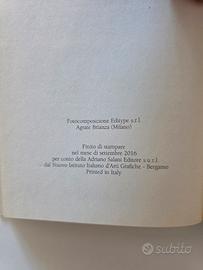 Fotocomposizione Editype s.r.l.
Agrate Brianza (Milano)
Finito di stampare
nel mese di settembre 2016
per conto della Adriano Salani Editore s.u.r.l.
dal Nuovo Istituto Italiano d'Arti Grafiche - Bergamo
Printed in Italy
subito